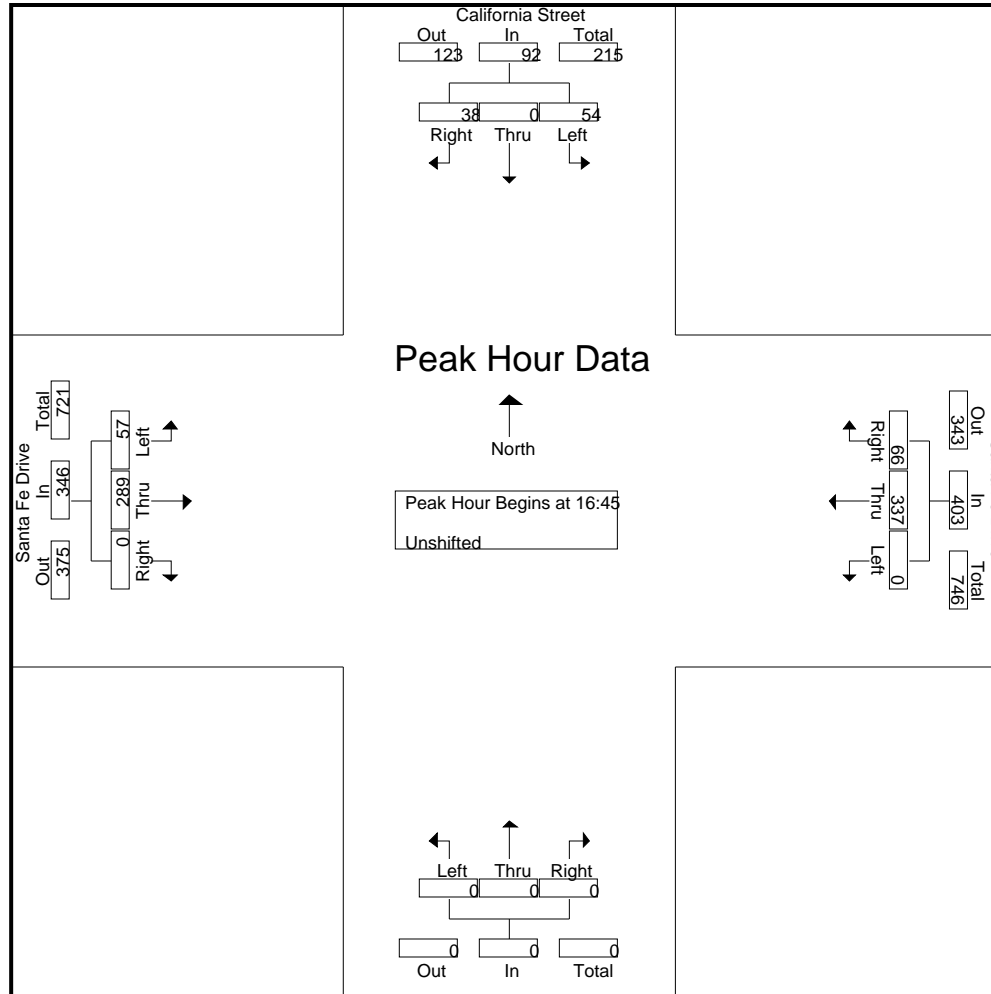 California Street
Out In Total
123 92 215
38 0 54
Right Thru Left
Peak Hour Data
North
Peak Hour Begins at 16:45
Unshifted
Santa Fe Drive
Total In Out
721 346 375
57 289 0
Left Thru Right
Right Thru Left
66 337 0
343 403 746
Out In Total
Left Thru Right
0 0 0
0 0 0
Out In Total